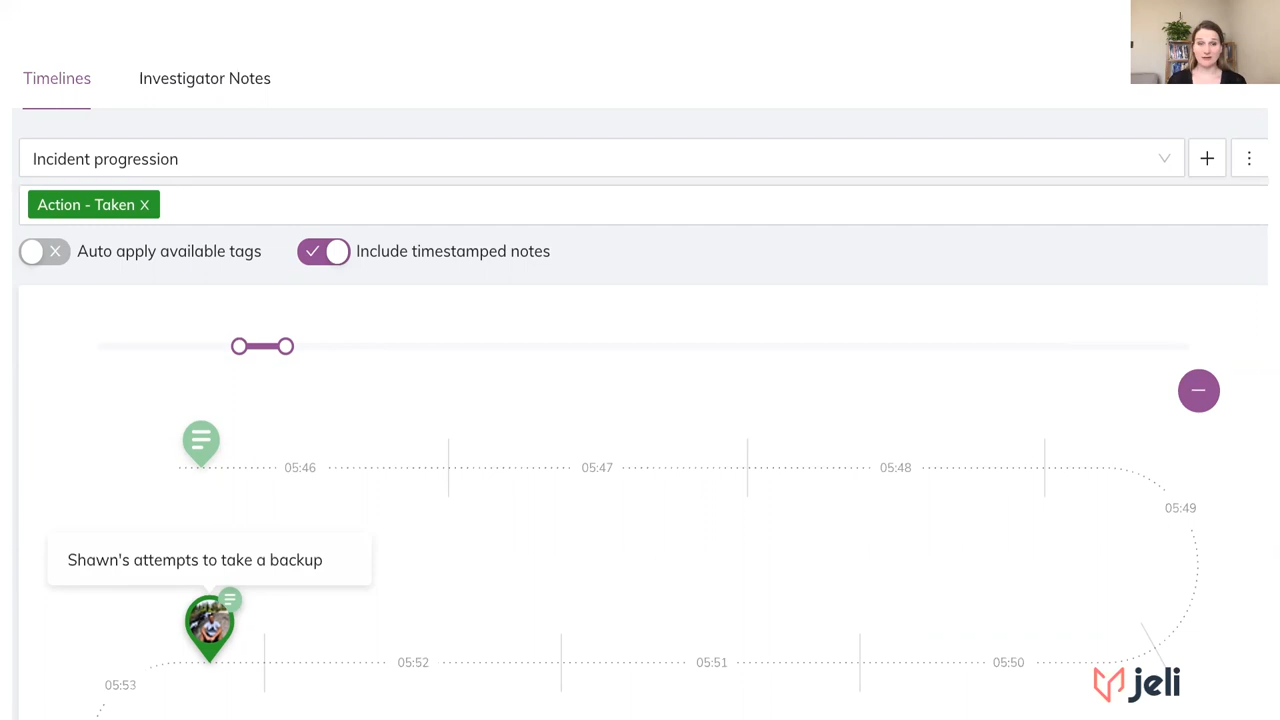 Timelines Investigator Notes
Incident progression
Action - Taken X
Auto apply available tags Include timestamped notes
05:46 05:47 05:48
05:49
Shawn's attempts to take a backup
05:52 05:51 05:50
05:53
jeli